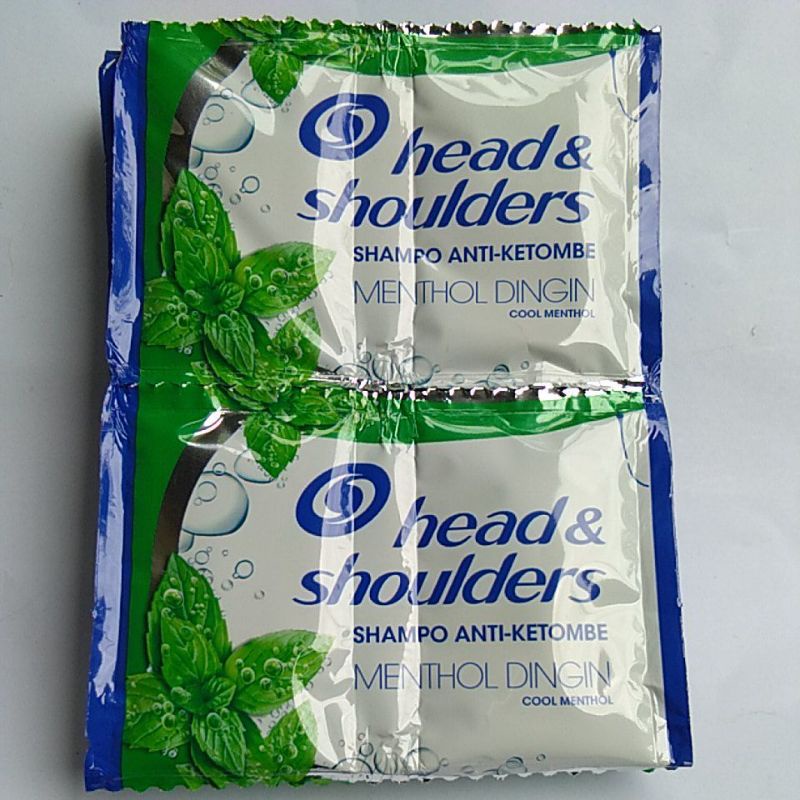 head &
shoulders
SHAMPO ANTI-KETOMBE
MENTHOL DINGIN
COOL MENTHOL
head &
shoulders
SHAMPO ANTI-KETOMBE
MENTHOL DINGIN
COOL MENTHOL